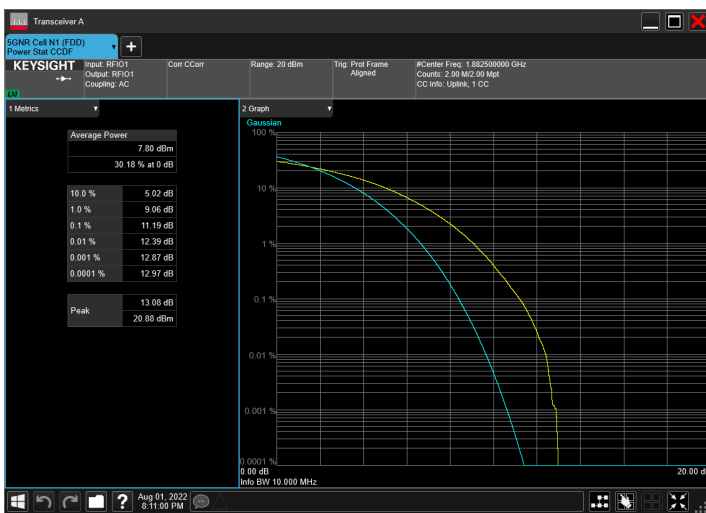 Transceiver A
5GNR Cell N1 (FDD)
Power Stat CCDF
KEYSIGHT
LXI
Input: RFIO1
Output: RFIO1
Coupling: AC
Corr CCorr
Range: 20 dBm
Trig: Prot Frame
Aligned
#Center Freq: 1.882500000 GHz
Counts: 2.00 M/2.00 Mpt
CC Info: Uplink, 1 CC
1 Metrics
Average Power
7.80 dBm
30.18 % at 0 dB
10.0 % 5.02 dB
1.0 % 9.06 dB
0.1 % 11.19 dB
0.01 % 12.39 dB
0.001 % 12.87 dB
0.0001 % 12.97 dB
Peak
13.08 dB
20.88 dBm
2 Graph
Gaussian
100 %
10 %
1 %
0.1 %
0.01 %
0.001 %
0.0001 %
0.00 dB
20.00 d
Info BW 10.000 MHz
Aug 01, 2022
8:11:00 PM